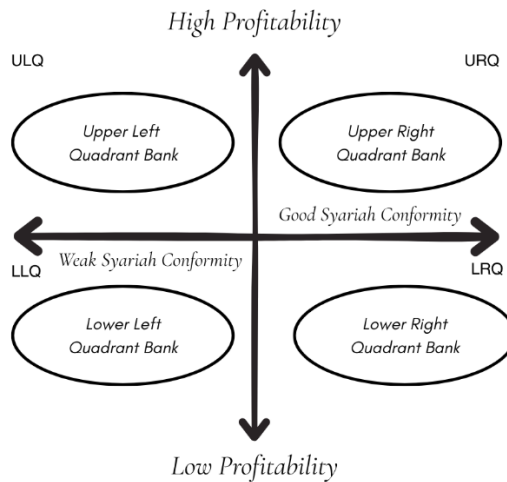 High Profitability
ULQ
URQ
Upper Left
Quadrant Bank
Upper Right
Quadrant Bank
Good Syariah Conformity
Weak Syariah Conformity
LLQ
LRQ
Lower Left
Quadrant Bank
Lower Right
Quadrant Bank
Low Profitability